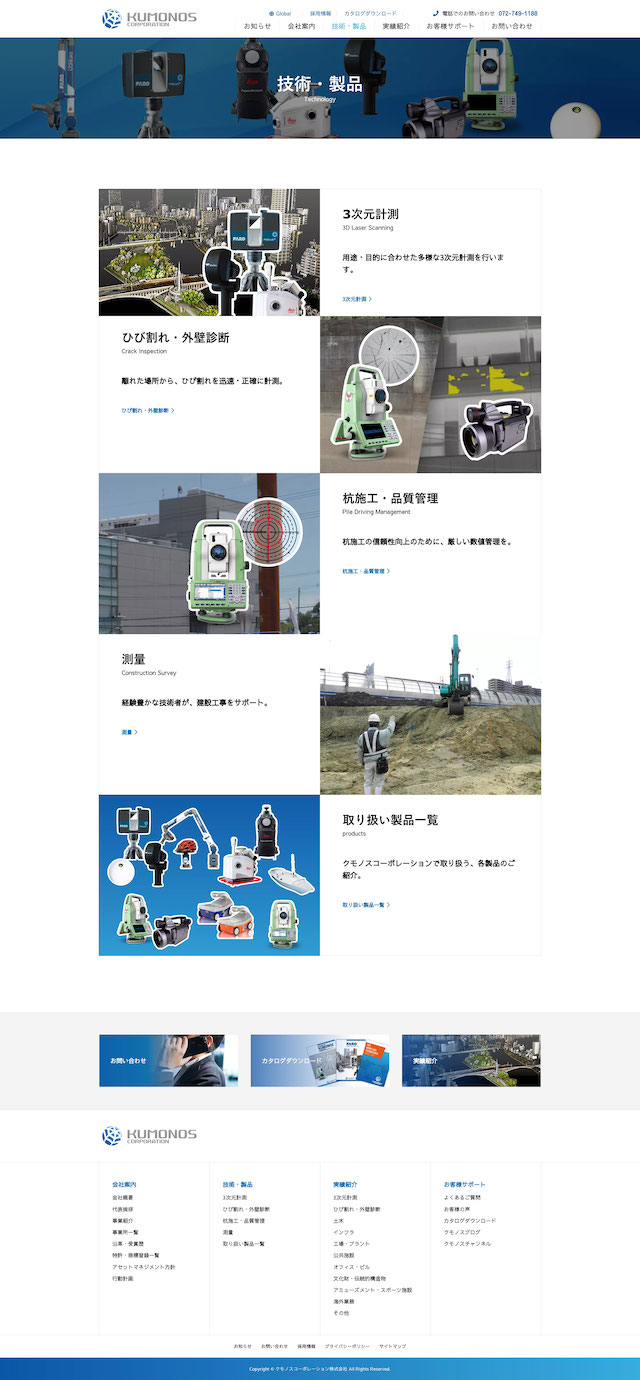 KUMONOS
CORPORATION
Global
採用情報
カタログダウンロード
電話でのお問い合わせ 072-749-1188
お知らせ
会社案内
技術・製品
実績紹介
お客様サポート
お問い合わせ
技術・製品
Technology
3次元計測
3D Laser Scanning
用途・目的に合わせた多様な3次元計測を行いま
す。
3次元計測
ひび割れ・外壁診断
Crack Inspection
離れた場所から、ひび割れを迅速・正確に計測。
ひび割れ・外壁診断
杭施工・品質管理
Pile Driving Management
杭施工の信頼性向上のために、厳しい数値管理を。
杭施工・品質管理
測量
Construction Survey
経験豊かな技術者が、建設工事をサポート。
測量
取り扱い製品一覧
products
クモノスコーポレーションで取り扱う、各製品のご
紹介。
取り扱い製品一覧
お問い合わせ
カタログダウンロード
実績紹介
KUMONOS
CORPORATION
会社案内
会社概要
代表挨拶
事業紹介
事業所一覧
沿革・受賞歴
特許・商標登録一覧
アセットマネジメント方針
行動計画
技術・製品
3次元計測
ひび割れ・外壁診断
杭施工・品質管理
測量
取り扱い製品一覧
実績紹介
3次元計測
ひび割れ・外壁診断
土木
インフラ
工場・プラント
公共施設
オフィス・ビル
文化財・伝統的構造物
アミューズメント・スポーツ施設
海外業務
その他
お客様サポート
よくあるご質問
お客様の声
カタログダウンロード
クモノスブログ
クモノスチャンネル
お知らせ
お問い合わせ
採用情報
プライバシーポリシー
サイトマップ
Copyright © クモノスコーポレーション株式会社 All Rights Reserved.